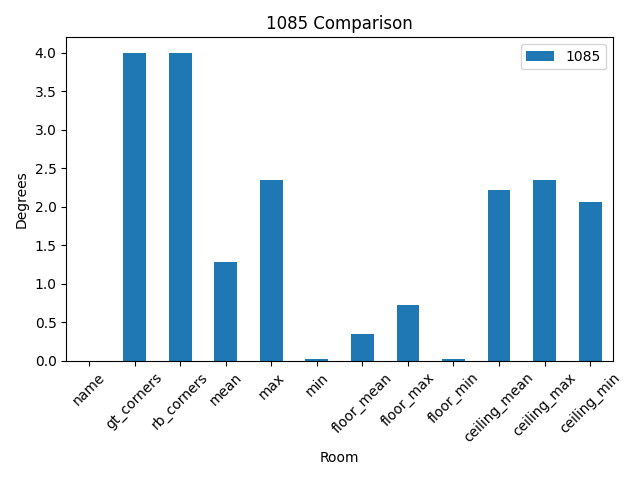 1085 Comparison
1085
Degrees
4.0
3.5
3.0
2.5
2.0
1.5
1.0
0.5
0.0
name
gt_corners
rb_corners
mean
max
min
floor_mean
floor_max
floor_min
ceiling_mean
ceiling_max
ceiling_min
Room